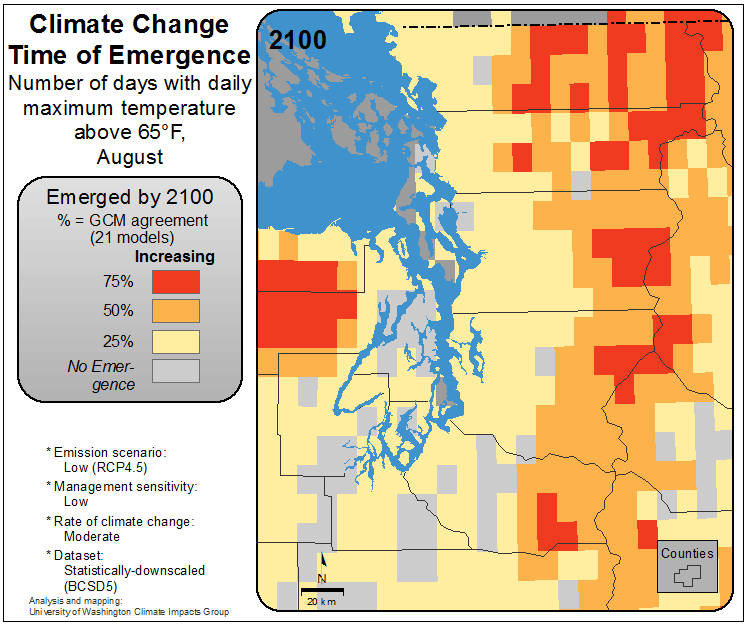 Climate Change
Time of Emergence
Number of days with daily
maximum temperature
above 65°F,
August
Emerged by 2100
% = GCM agreement
(21 models)
Increasing
75%
50%
25%
No Emer-
gence
* Emission scenario:
Low (RCP4.5)
* Management sensitivity:
Low
* Rate of climate change:
Moderate
* Dataset:
Statistically-downscaled
(BCSD5)
Analysis and mapping:
University of Washington Climate Impacts Group
2100
N
20 km
Counties